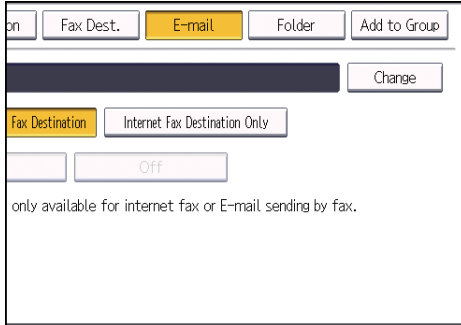 on Fax Dest. E-mail Folder Add to Group
Change
Fax Destination Internet Fax Destination Only
Off
only available for internet fax or E-mail sending by fax.